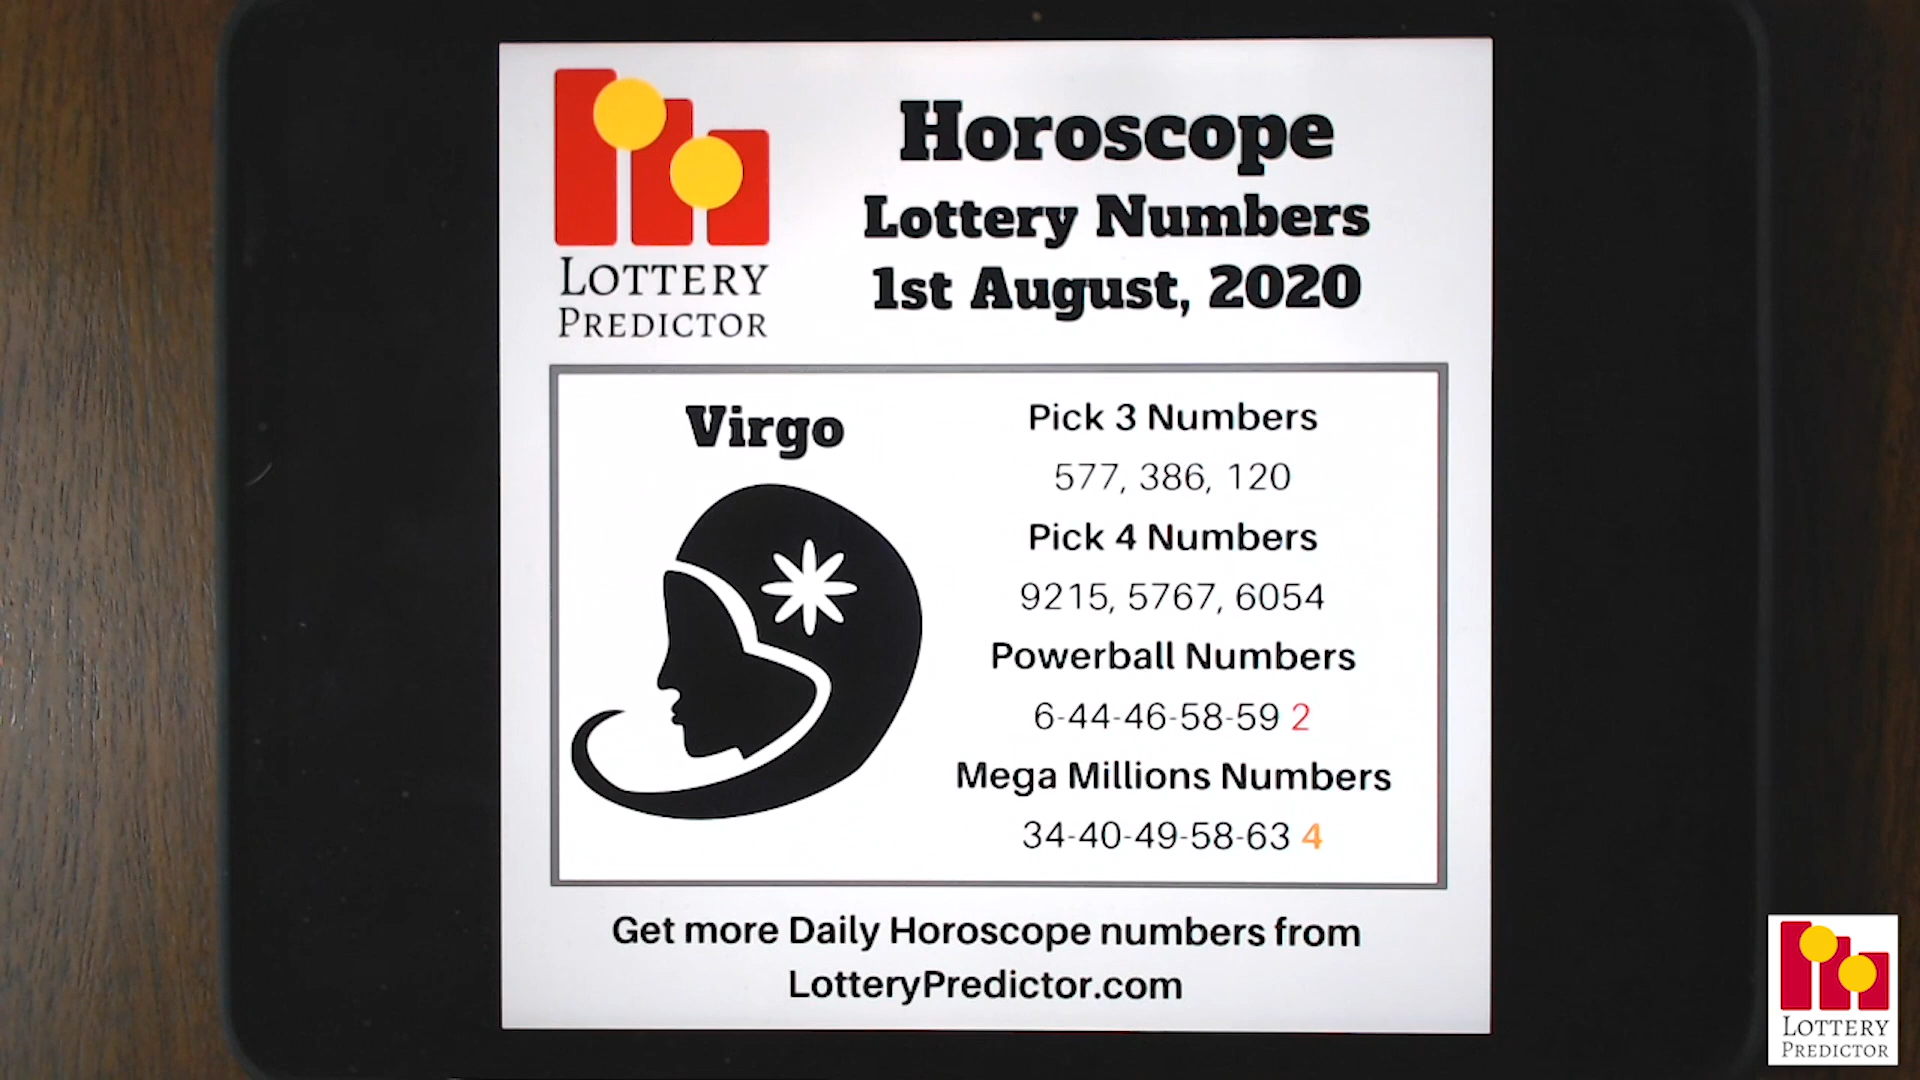 LOTTERY
PREDICTOR
Horoscope
Lottery Numbers
1st August, 2020
Virgo
Pick 3 Numbers
577, 386, 120
Pick 4 Numbers
9215, 5767, 6054
Powerball Numbers
6-44-46-58-59 2
Mega Millions Numbers
34-40-49-58-63 4
Get more Daily Horoscope numbers from
LotteryPredictor.com
LOTTERY
PREDICTOR